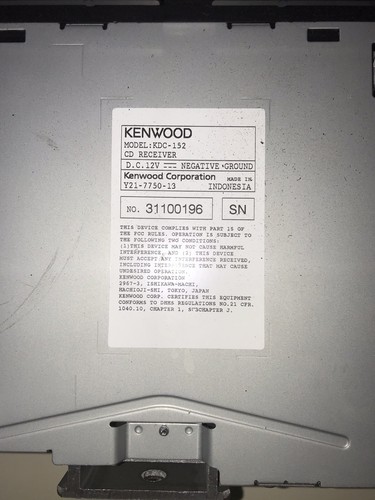 KENWOOD
MODEL:KDC-152
CD RECEIVER
D.C.12V ⎓ NEGATIVE•GROUND
Kenwood Corporation MADE IN
Y21-7750-13 INDONESIA
NO. 31100196 SN
THIS DEVICE COMPLIES WITH PART 15 OF
THE FCC RULES. OPERATION IS SUBJECT TO
THE FOLLOWING TWO CONDITIONS:
(1)THIS DEVICE MAY NOT CAUSE HARMFUL
INTERFERENCE, AND (2) THIS DEVICE
MUST ACCEPT ANY INTERFERENCE RECEIVED,
INCLUDING INTERFERENCE THAT MAY CAUSE
UNDESIRED OPERATION.
KENWOOD CORPORATION
2967-3, ISHIKAWA-MACHI,
HACHIOJI-SHI, TOKYO, JAPAN
KENWOOD CORP. CERTIFIES THIS EQUIPMENT
CONFORMS TO DHHS REGULATIONS NO.21 CFR
1040.10, CHAPTER 1, SUBCHAPTER J.